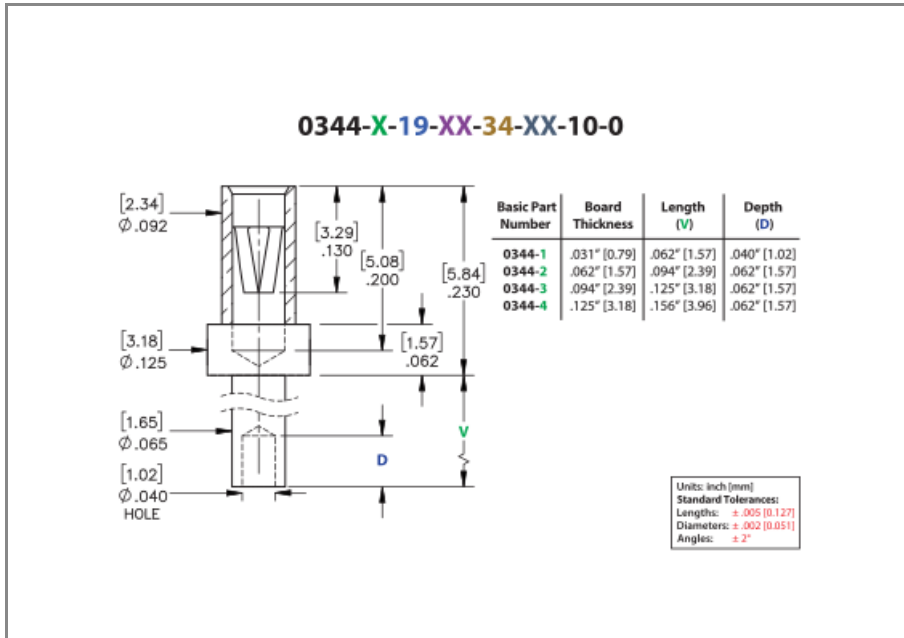 0344-X-19-XX-34-XX-10-0
[2.34]
Ø.092
[3.29]
.130
[5.08]
.200
[5.84]
.230
[3.18]
Ø.125
[1.57]
.062
[1.65]
Ø.065
[1.02]
Ø.040
HOLE
D
V
Basic Part Number Board Thickness Length (V) Depth (D)
0344-1 .031" [0.79] .062" [1.57] .040" [1.02]
0344-2 .062" [1.57] .094" [2.39] .062" [1.57]
0344-3 .094" [2.39] .125" [3.18] .062" [1.57]
0344-4 .125" [3.18] .156" [3.96] .062" [1.57]
Units: inch [mm]
Standard Tolerances:
Lengths: ± .005 [0.127]
Diameters: ± .002 [0.051]
Angles: ± 2°